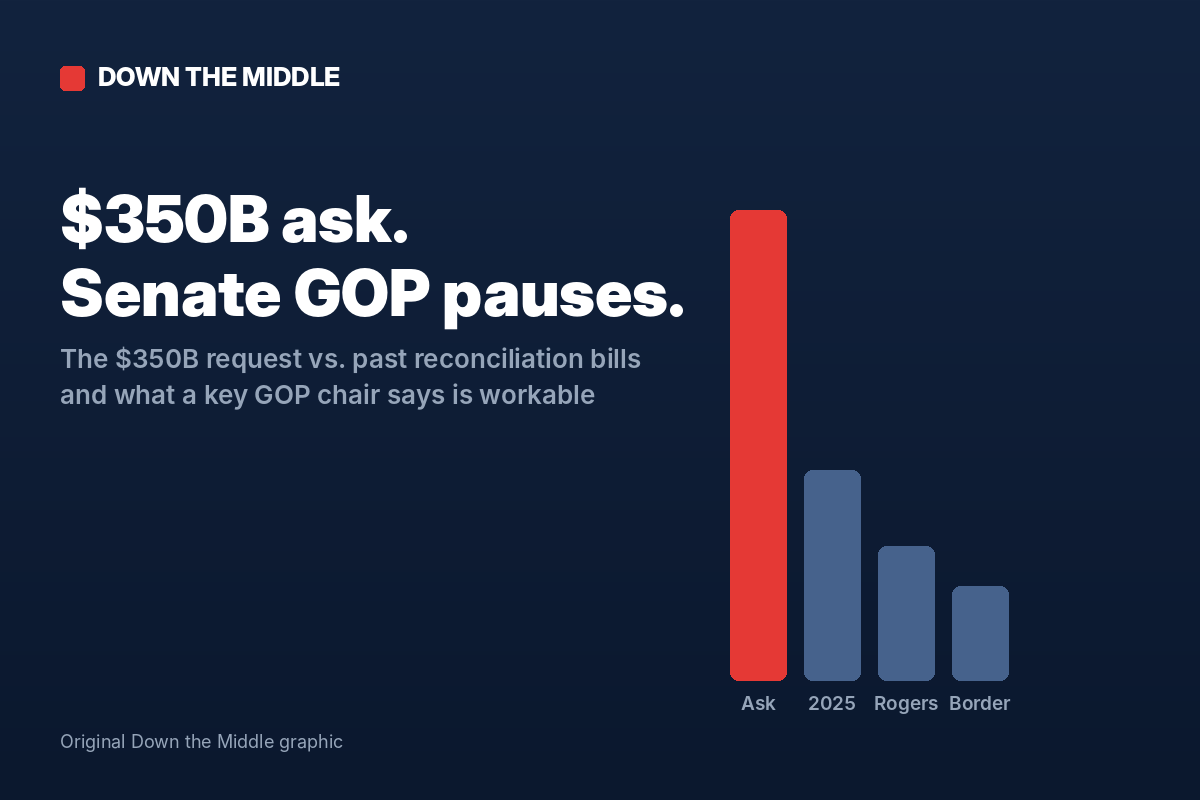 DOWN THE MIDDLE
$350B ask.
Senate GOP pauses.
The $350B request vs. past reconciliation bills
and what a key GOP chair says is workable
Ask 2025 Rogers Border
Original Down the Middle graphic